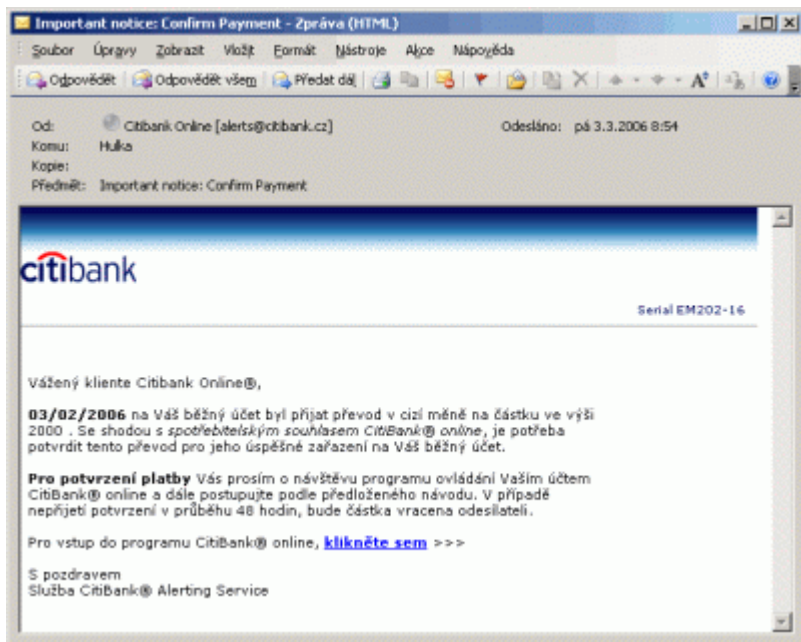 Important notice: Confirm Payment - Zpráva (HTML)
Soubor Úpravy Zobrazit Vložit Formát Nástroje Akce Nápověda
Odpovědět Odpovědět všem Předat dál
Od: Citibank Online [alerts@citibank.cz] Odesláno: pá 3.3.2006 8:54
Komu: Hulka
Kopie:
Předmět: Important notice: Confirm Payment
citibank
Serial EM202-16
Vážený kliente Citibank Online®,
03/02/2006 na Váš běžný účet byl přijat převod v cizí měně na částku ve výši
2000 . Se shodou s spotřebitelským souhlasem CitiBank® online, je potřeba
potvrdit tento převod pro jeho úspěšné zařazení na Váš běžný účet.
Pro potvrzení platby Vás prosím o návštěvu programu ovládání Vaším účtem
CitiBank® online a dále postupujte podle předloženého návodu. V případě
nepřijetí potvrzení v průběhu 48 hodin, bude částka vracena odesilateli.
Pro vstup do programu CitiBank® online, klikněte sem >>>
S pozdravem
Služba CitiBank® Alerting Service